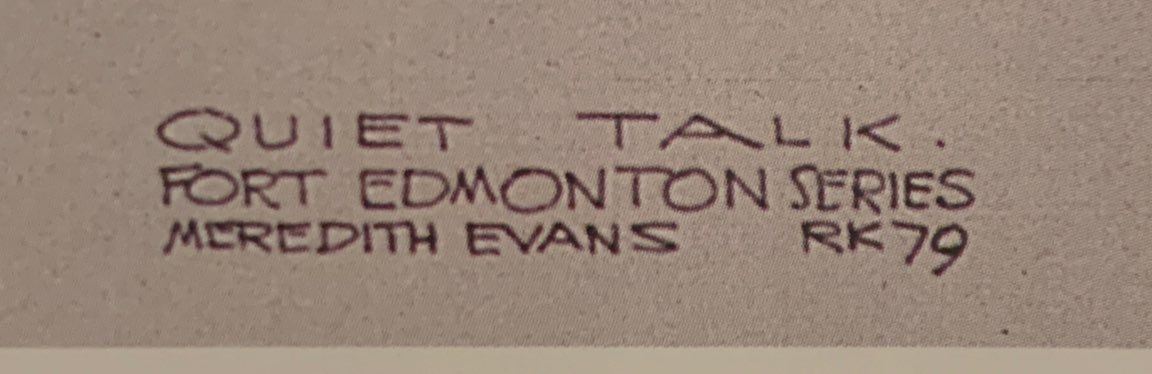 QUIET TALK.
FORT EDMONTON SERIES
MEREDITH EVANS RK79